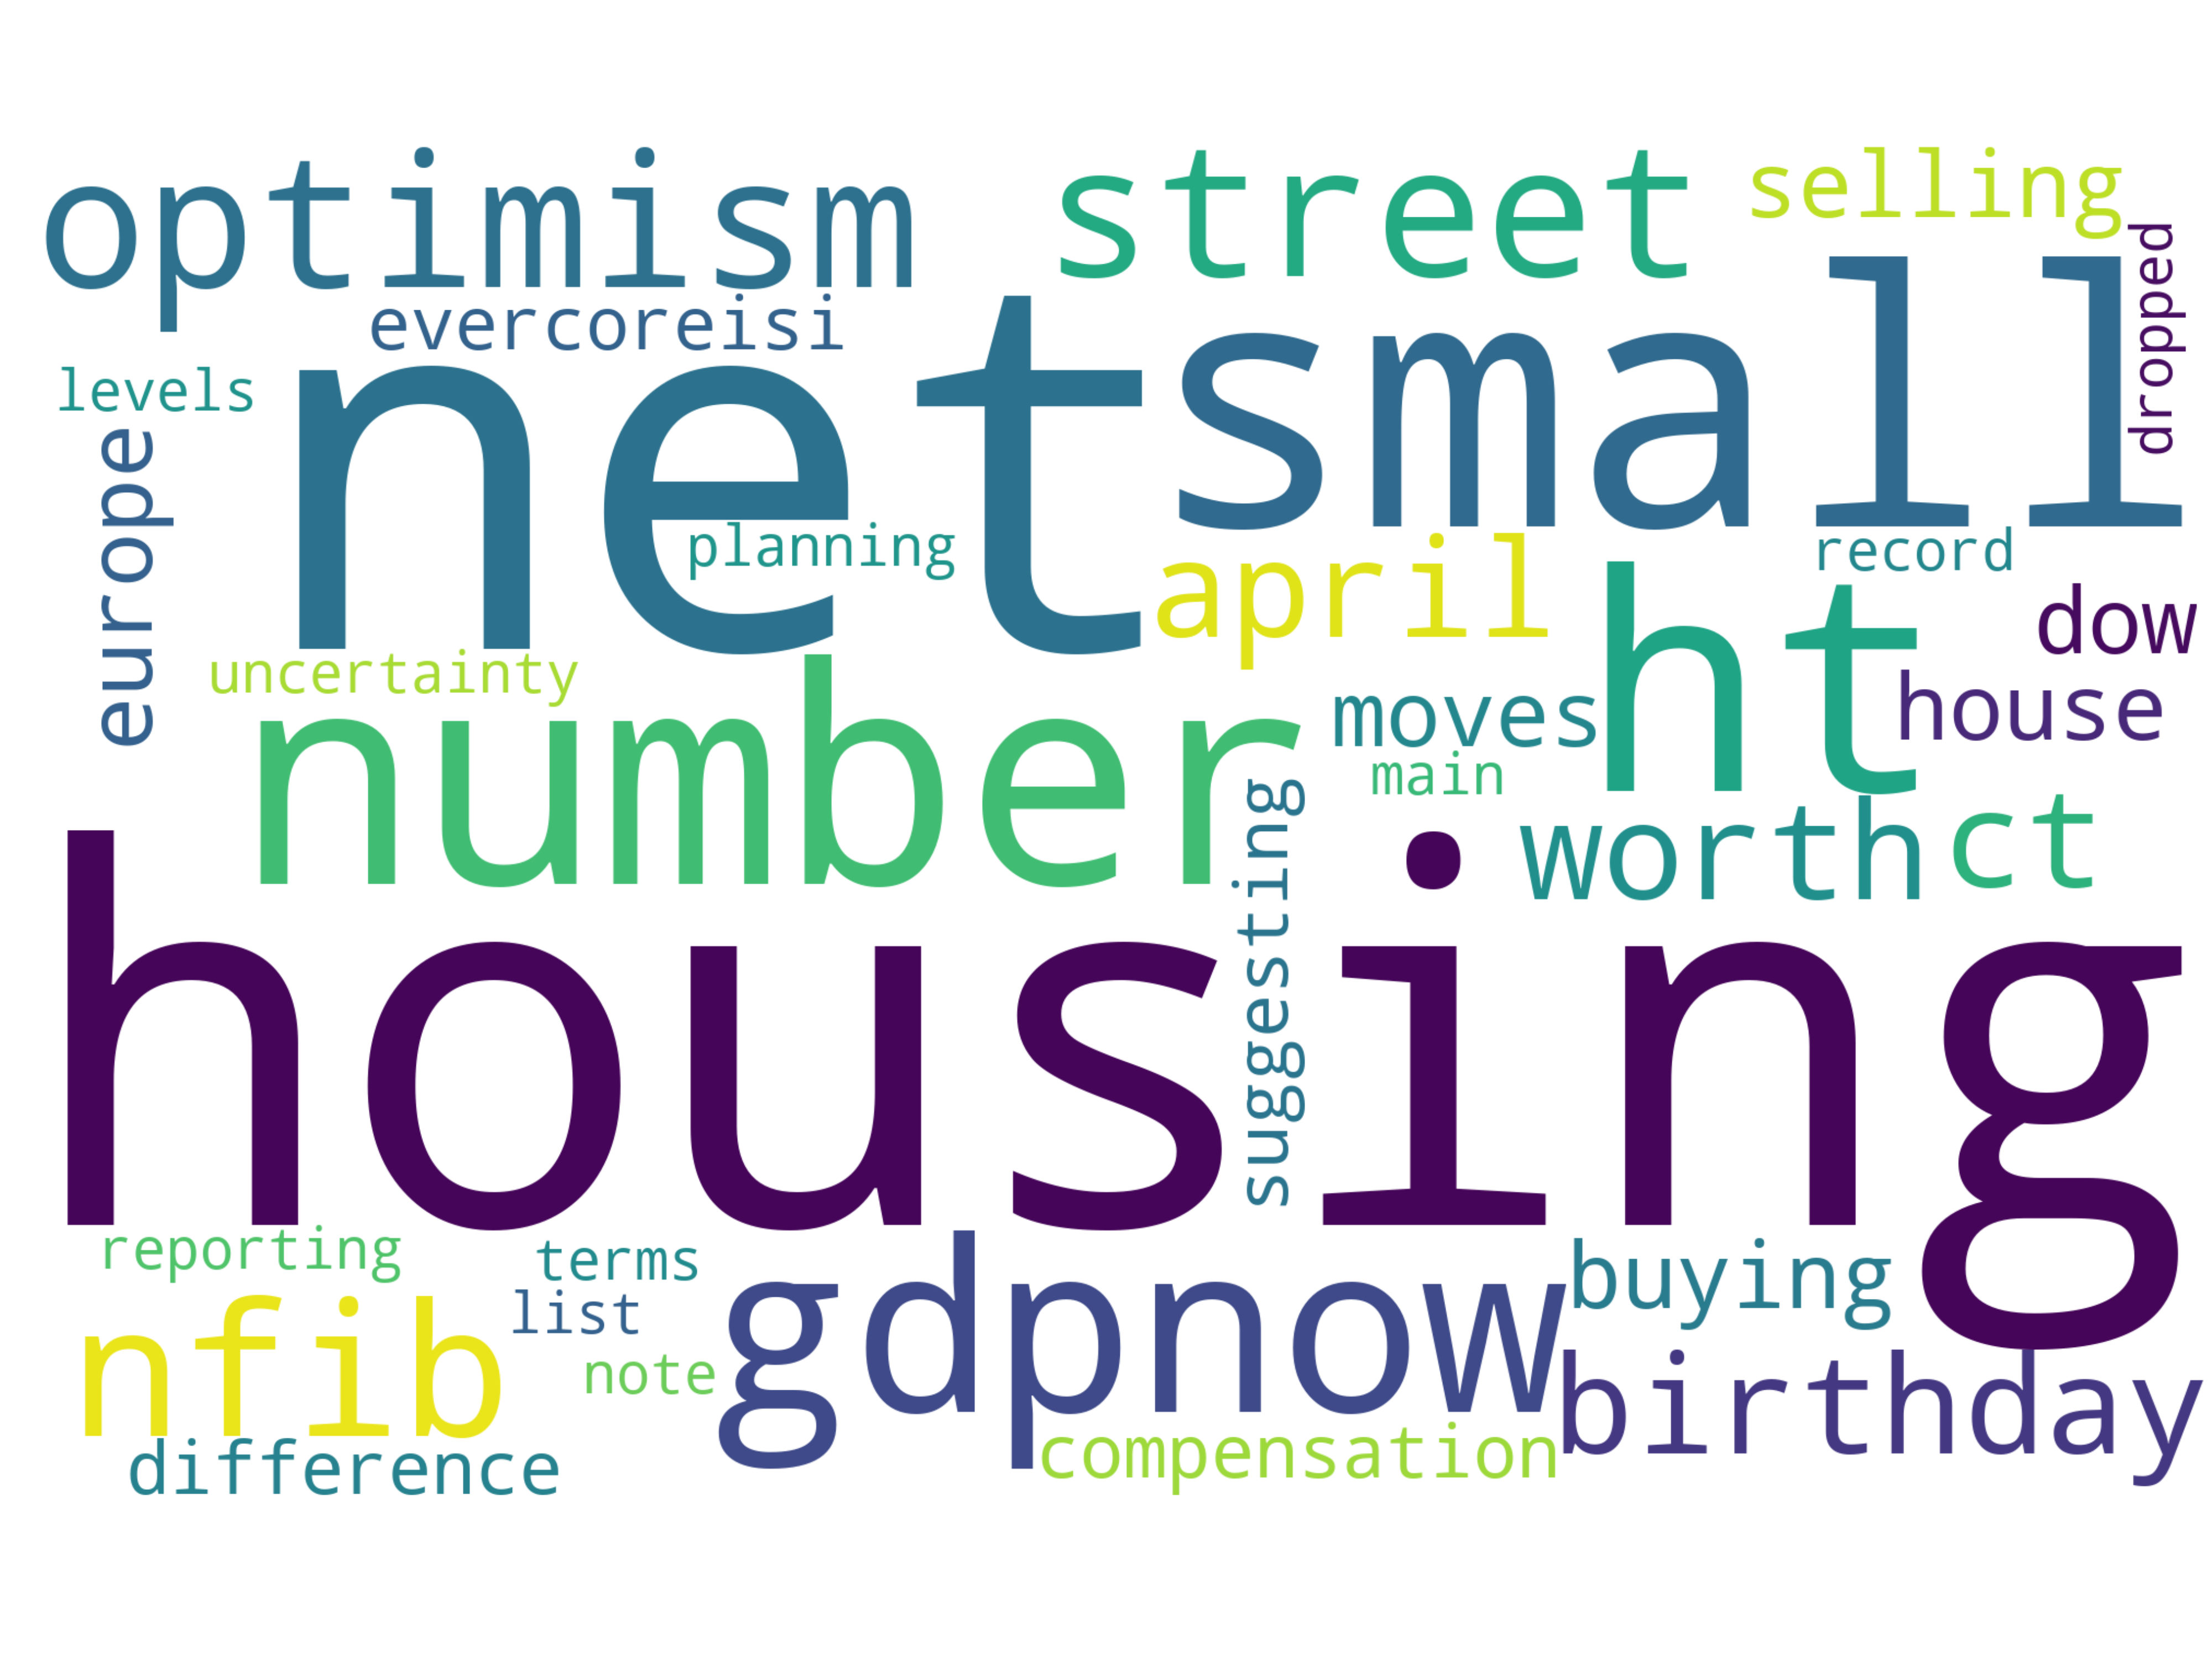 optimism
street
selling
dropped
evercoreisi
small
levels
net
europe
planning
april
record
ht
dow
uncertainty
house
number
moves
main
worth
ct
suggesting
housing
reporting
terms
gdpnow
buying
list
nfib
note
birthday
difference
compensation